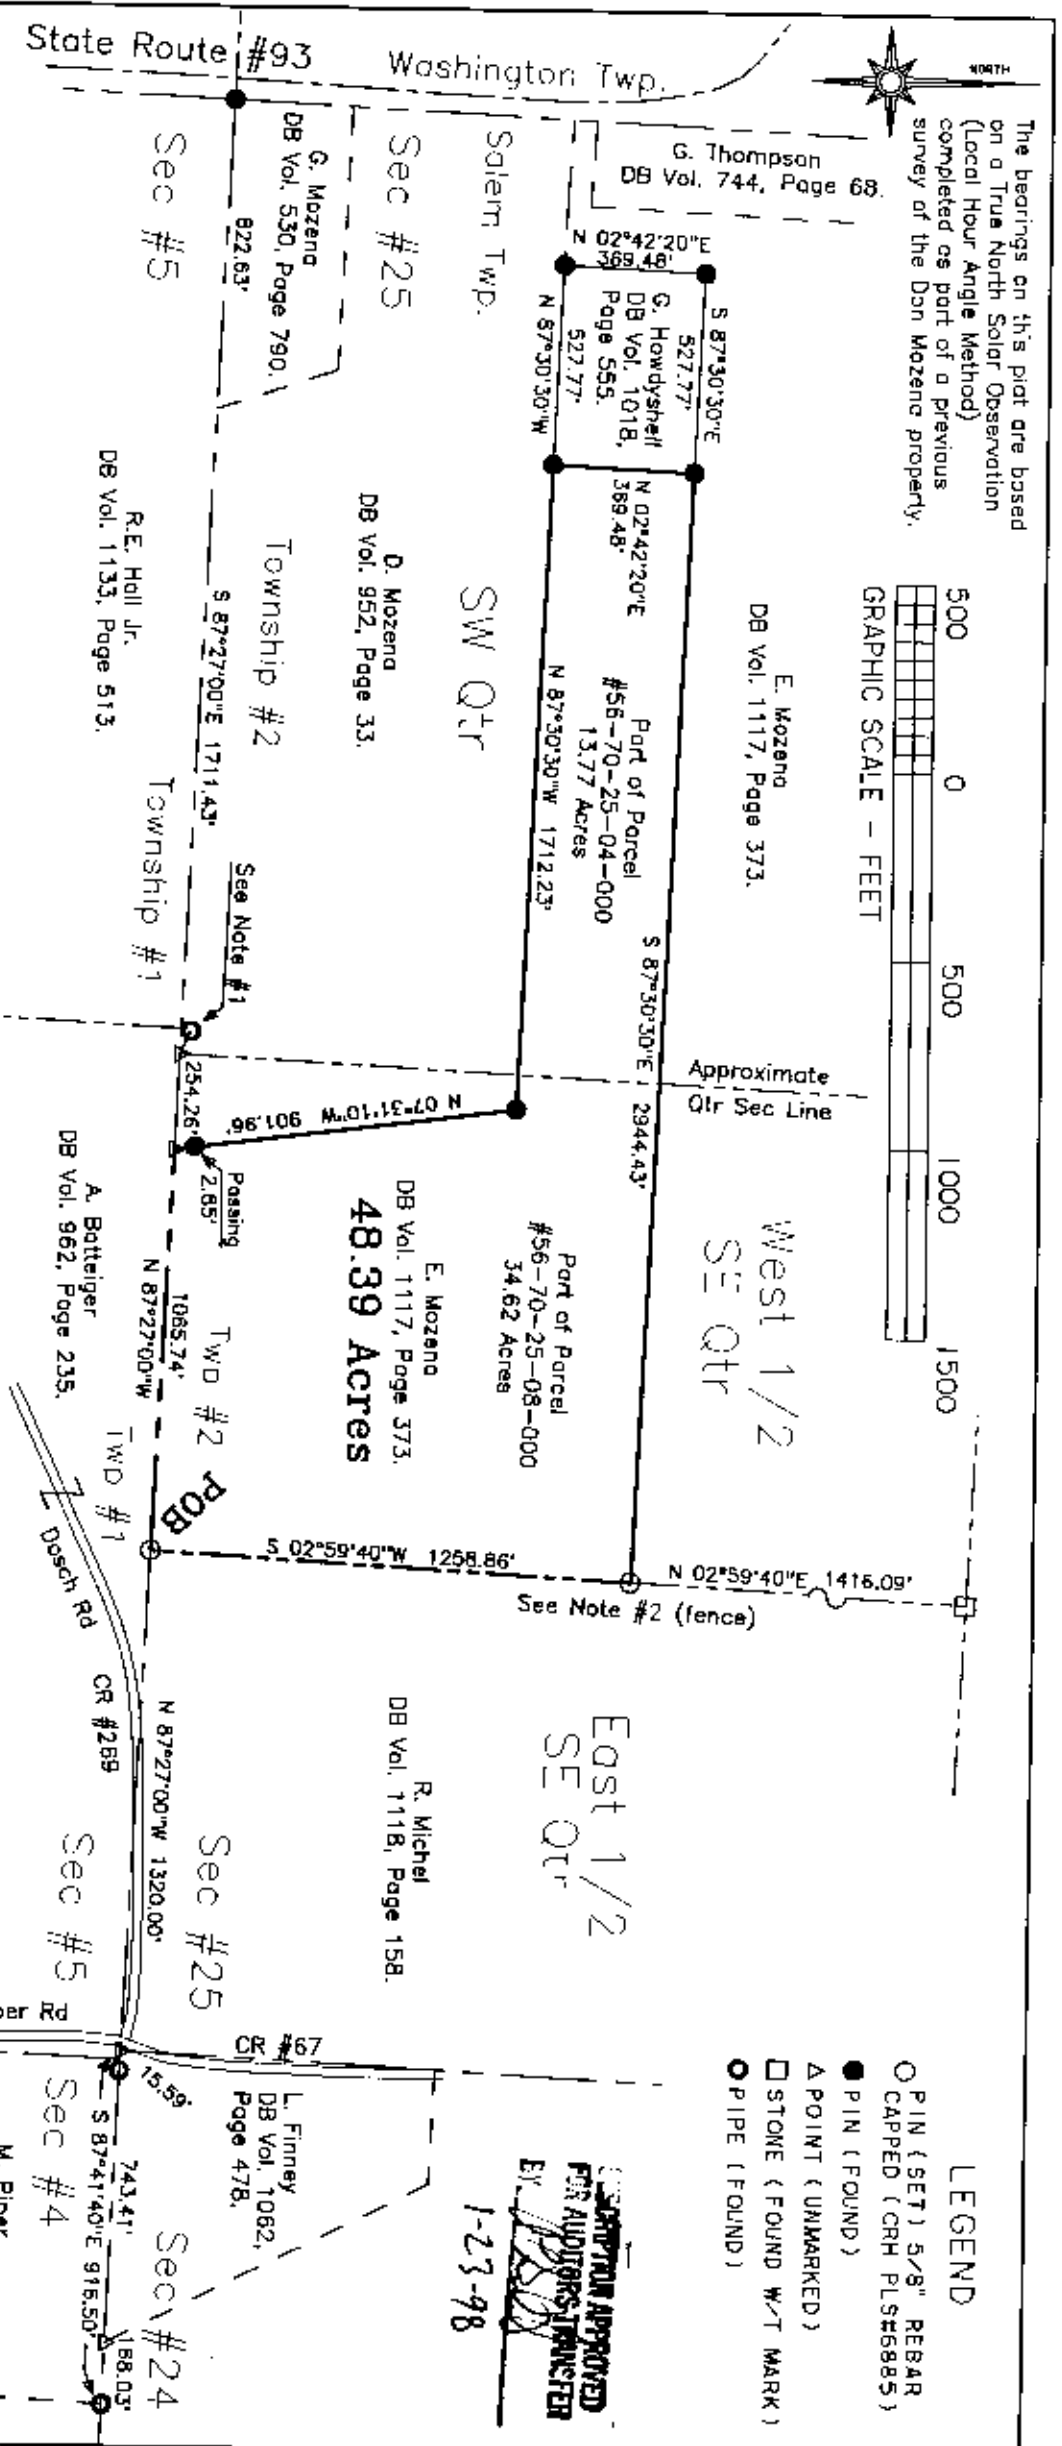 NORTH
The bearings on this plat are based
on a True North Solar Observation
(Local Hour Angle Method)
completed as part of a previous
survey of the Don Mozena property.
500 0 500 1000 1500
GRAPHIC SCALE - FEET
LEGEND
○ PIN (SET) 5/8" REBAR
CAPPED (CRH PLS#6885)
● PIN (FOUND)
△ POINT (UNMARKED)
□ STONE (FOUND W/T MARK)
○ PIPE (FOUND)
State Route #93
Washington Twp.
Salem Twp.
G. Thompson
DB Vol. 744, Page 68.
Sec #25
G. Mozena
DB Vol. 530, Page 790.
Sec #5
822.63'
N 02°42'20"E
369.48'
S 87°30'30"E
527.77'
G. Howdyshell
DB Vol. 1018,
Page 555.
527.77'
N 87°30'30"W
N 02°42'20"E
369.48'
E. Mozena
DB Vol. 1117, Page 373.
Part of Parcel
#56-70-25-04-000
13.77 Acres
N 87°30'30"W 1712.23'
S 87°30'30"E 2944.43'
SW Qtr
D. Mozena
DB Vol. 952, Page 33.
Township #2
S 87°27'00"E 1711.43'
Township #1
R.E. Hall Jr.
DB Vol. 1133, Page 513.
See Note #1
254.26'
Approximate
Qtr Sec Line
N 07°31'10"W 901.96'
Passing
2.65'
West 1/2
SE Qtr
Part of Parcel
#56-70-25-08-000
34.62 Acres
E. Mozena
DB Vol. 1117, Page 373.
48.39 Acres
Twp #2
1065.74'
N 87°27'00"W
Twp #1
A. Batteiger
DB Vol. 962, Page 235.
POB
S 02°59'40"W 1258.86'
N 02°59'40"E 1416.09'
See Note #2 (fence)
Dosch Rd
CR #269
East 1/2
SE Qtr
R. Michel
DB Vol. 1118, Page 158.
N 87°27'00"W 1320.00'
Sec #25
Sec #5
CR #67
15.59'
L. Finney
DB Vol. 1062,
Page 478.
Sec #24
Sec #4
743.41'
188.03'
S 87°41'40"E 916.50'
DESCRIPTION APPROVED
FOR AUDITORS TRANSFER
BY
1-23-98